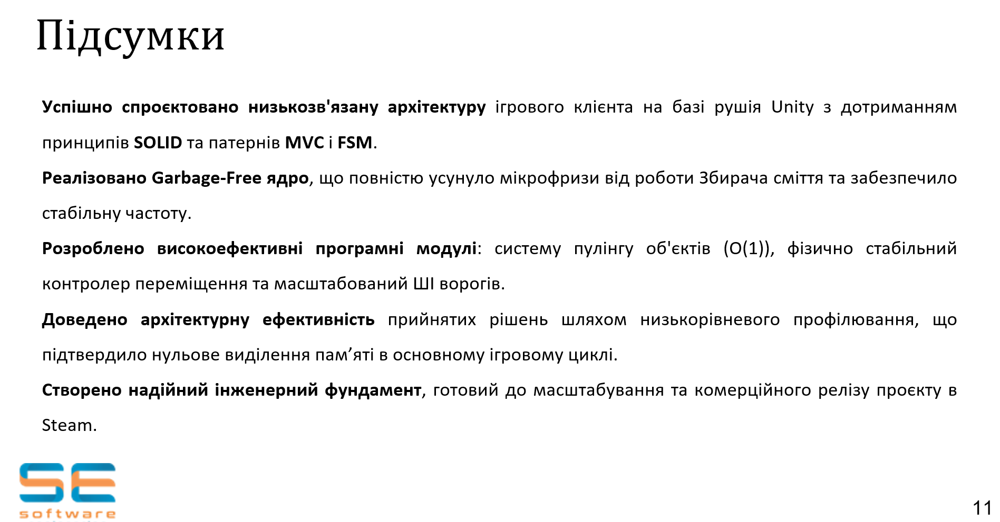 Підсумки
Успішно спроєктовано низькозв'язану архітектуру ігрового клієнта на базі рушія Unity з дотриманням
принципів SOLID та патернів MVC і FSM.
Реалізовано Garbage-Free ядро, що повністю усунуло мікрофризи від роботи Збирача сміття та забезпечило
стабільну частоту.
Розроблено високоефективні програмні модулі: систему пулінгу об'єктів (O(1)), фізично стабільний
контролер переміщення та масштабований ШІ ворогів.
Доведено архітектурну ефективність прийнятих рішень шляхом низькорівневого профілювання, що
підтвердило нульове виділення пам’яті в основному ігровому циклі.
Створено надійний інженерний фундамент, готовий до масштабування та комерційного релізу проєкту в
Steam.
SE
software
11